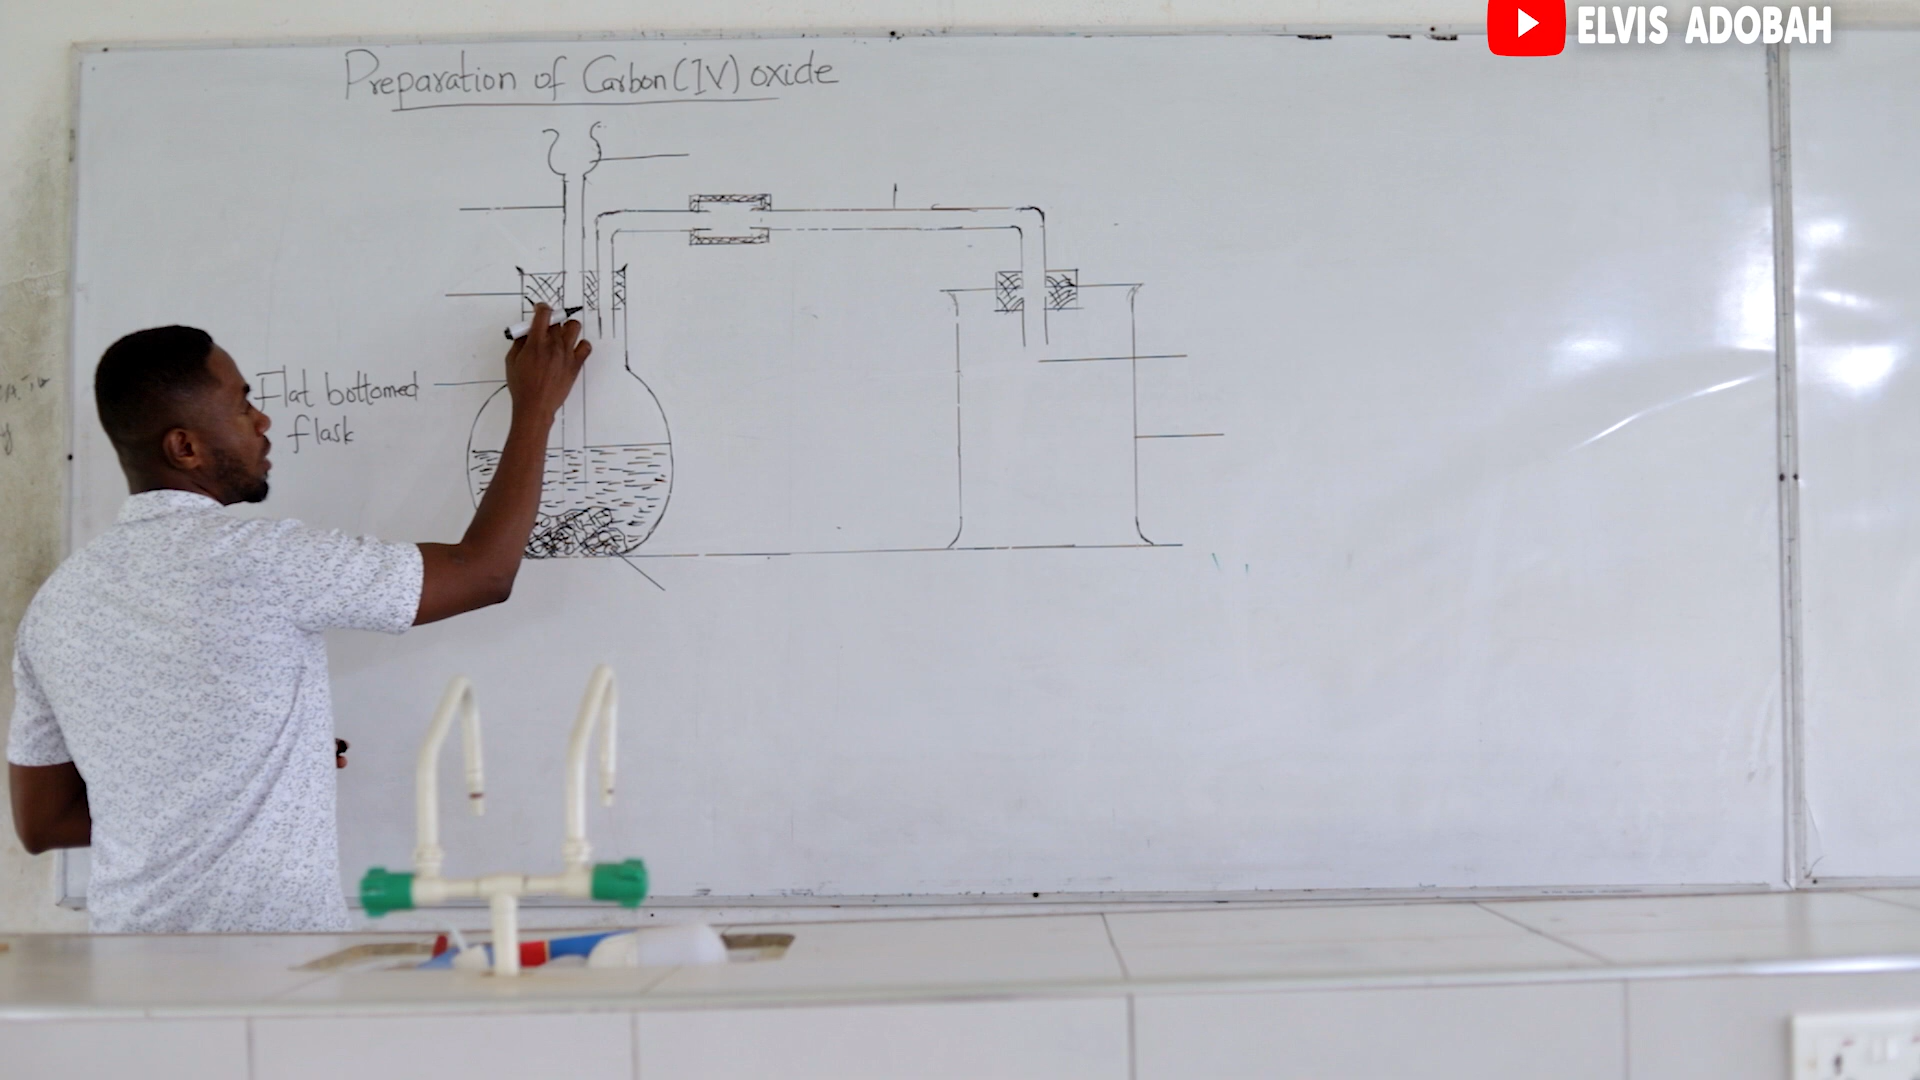 ELVIS ADOBAH
Preparation of Carbon(IV) oxide
Flat bottomed
flask